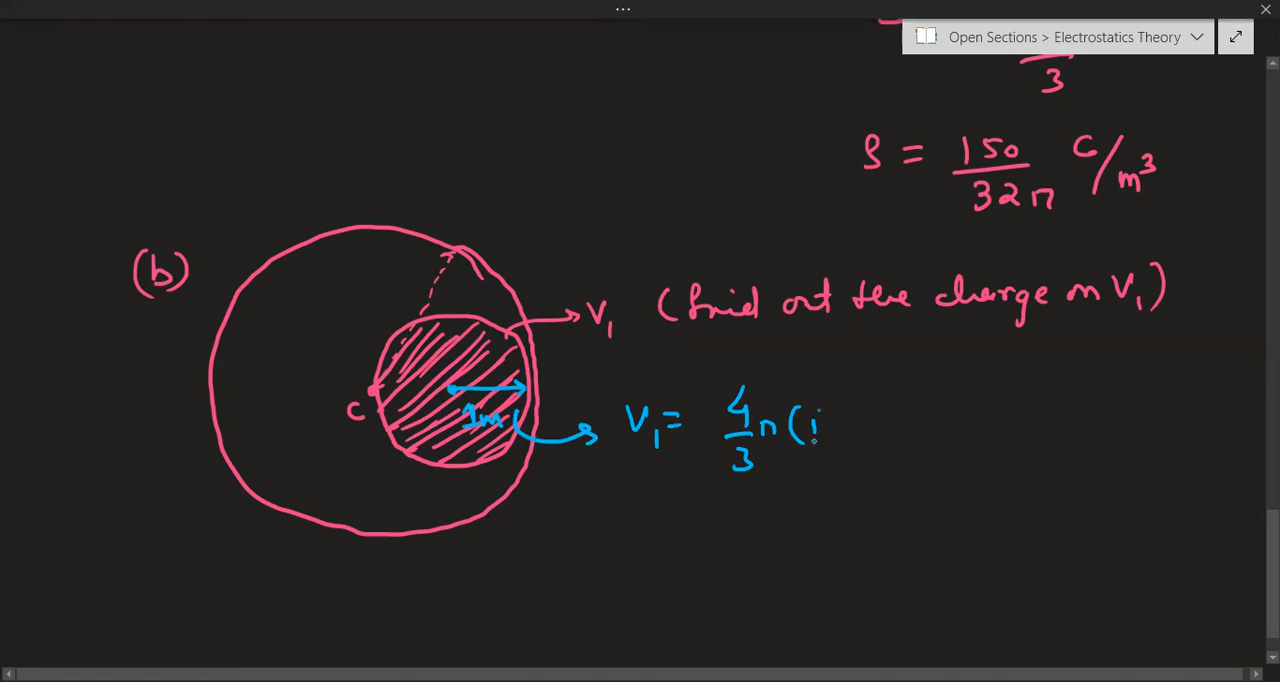 ...
Open Sections > Electrostatics Theory
3
ρ = 150/32π C/m³
(b)
V₁ (find out the charge on V₁)
C
1m
V₁ = 4/3 π (1